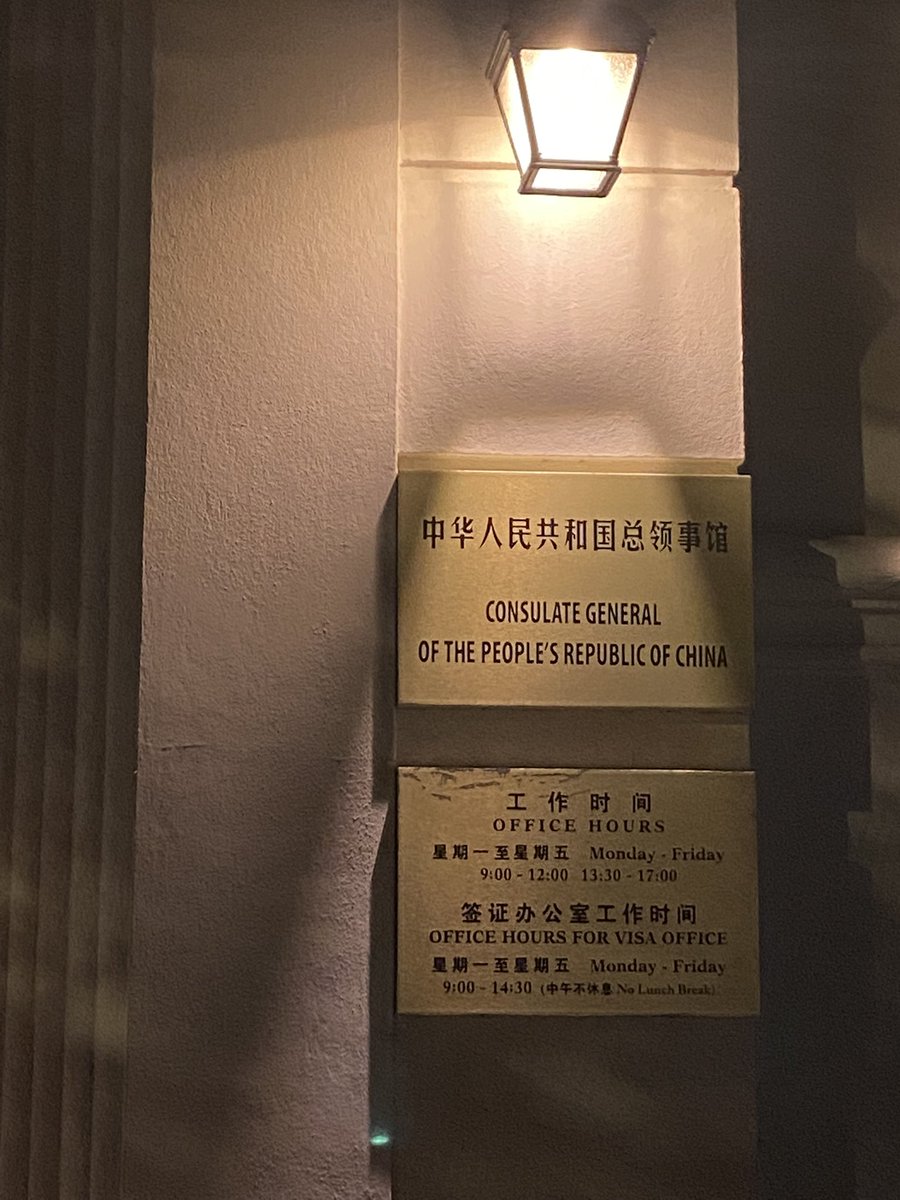 中华人民共和国总领事馆
CONSULATE GENERAL
OF THE PEOPLE'S REPUBLIC OF CHINA
工作时间
OFFICE HOURS
星期一至星期五 Monday - Friday
9:00 - 12:00 13:30 - 17:00
签证办公室工作时间
OFFICE HOURS FOR VISA OFFICE
星期一至星期五 Monday - Friday
9:00 - 14:30 (中午不休息 No Lunch Break)